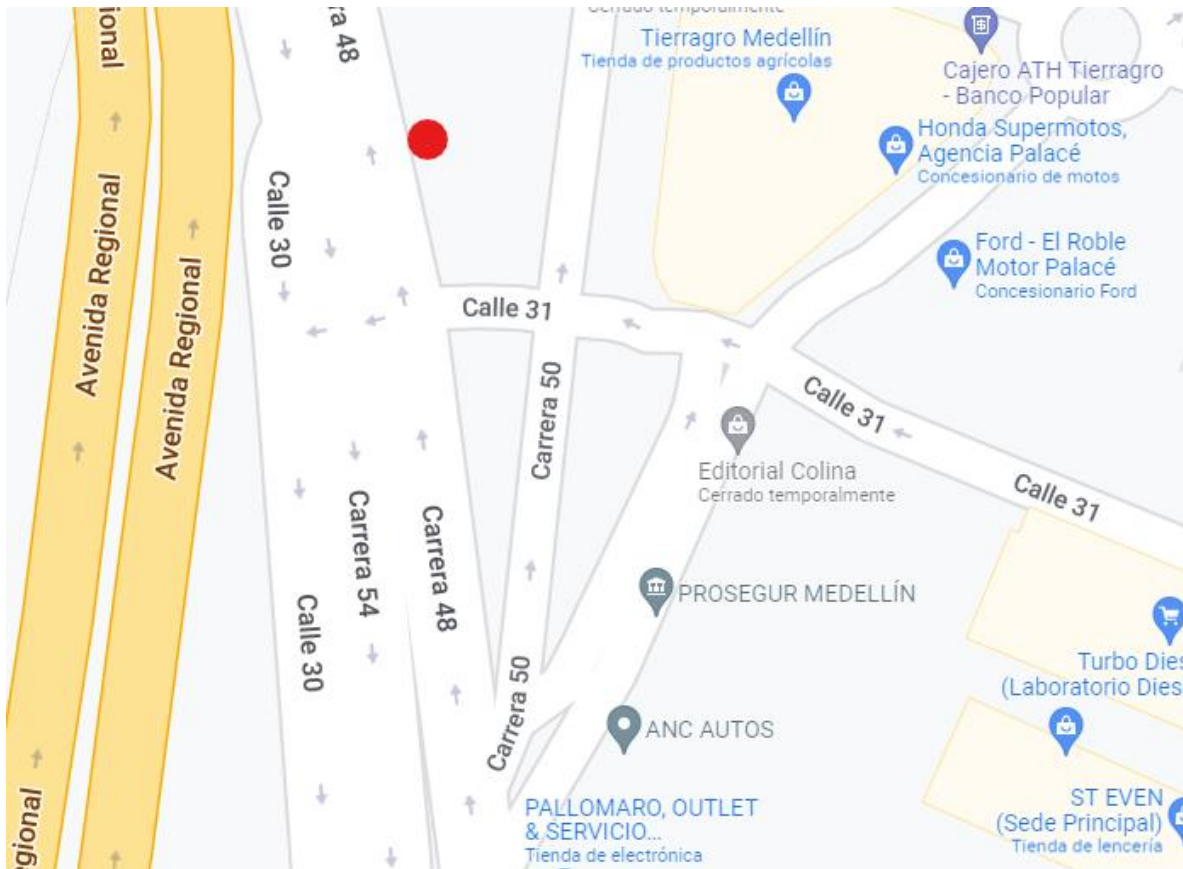 ional
ra 48
Cerrado temporalmente
Tierragro Medellín
Tienda de productos agrícolas
Cajero ATH Tierragro
- Banco Popular
Honda Supermotos,
Agencia Palacé
Concesionario de motos
Calle 30
Avenida Regional
Avenida Regional
Ford - El Roble
Motor Palacé
Concesionario Ford
Calle 31
Carrera 50
Calle 31
Editorial Colina
Cerrado temporalmente
Calle 31
Carrera 54
Carrera 48
Calle 30
PROSEGUR MEDELLÍN
Carrera 50
Turbo Dies
(Laboratorio Dies
ANC AUTOS
PALLOMARO, OUTLET
& SERVICIO...
Tienda de electrónica
ST EVEN
(Sede Principal)
Tienda de lencería
egional